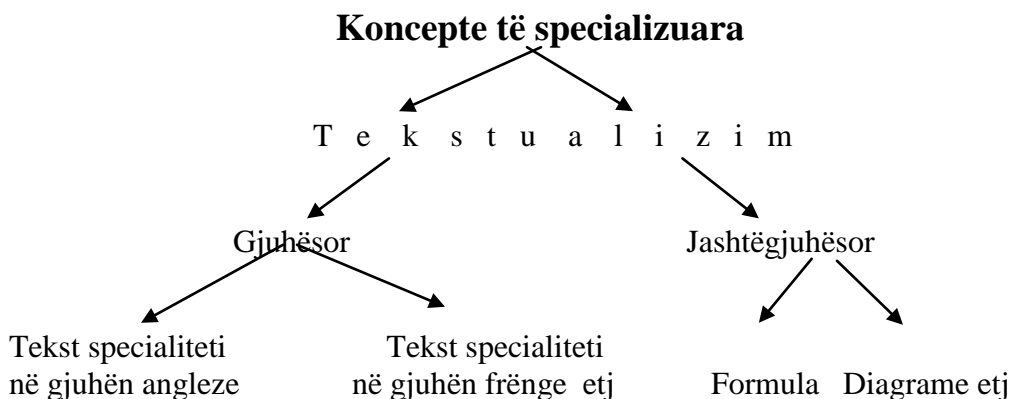 Koncepte të specializuara
T e k s t u a l i z i m
Gjuhësor Jashtëgjuhësor
Tekst specialiteti Tekst specialiteti
në gjuhën angleze në gjuhën frënge etj Formula Diagrame etj